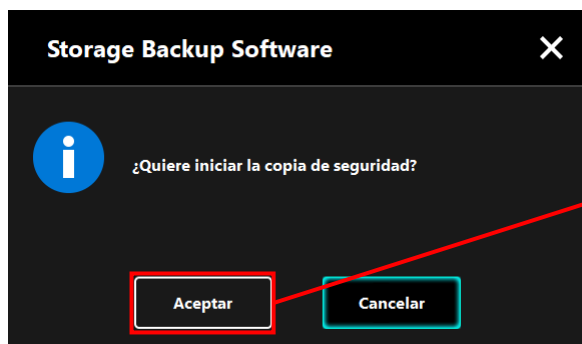 Storage Backup Software
¿Quiere iniciar la copia de seguridad?
Aceptar
Cancelar